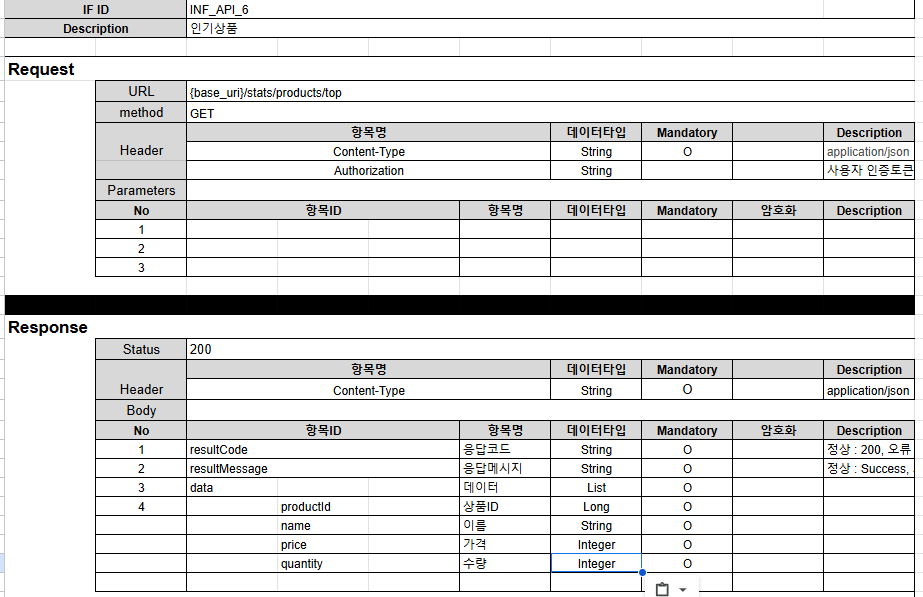 IF ID INF_API_6
Description 인기상품
Request
URL {base_uri}/stats/products/top
method GET
Header 항목명 데이터타입 Mandatory Description
Content-Type String O application/json
Authorization String 사용자 인증토큰
Parameters
No 항목ID 항목명 데이터타입 Mandatory 암호화 Description
1
2
3
Response
Status 200
Header 항목명 데이터타입 Mandatory Description
Content-Type String O application/json
Body
No 항목ID 항목명 데이터타입 Mandatory 암호화 Description
1 resultCode 응답코드 String O 정상 : 200, 오류
2 resultMessage 응답메시지 String O 정상 : Success,
3 data 데이터 List O
4 productId 상품ID Long O
name 이름 String O
price 가격 Integer O
quantity 수량 Integer O